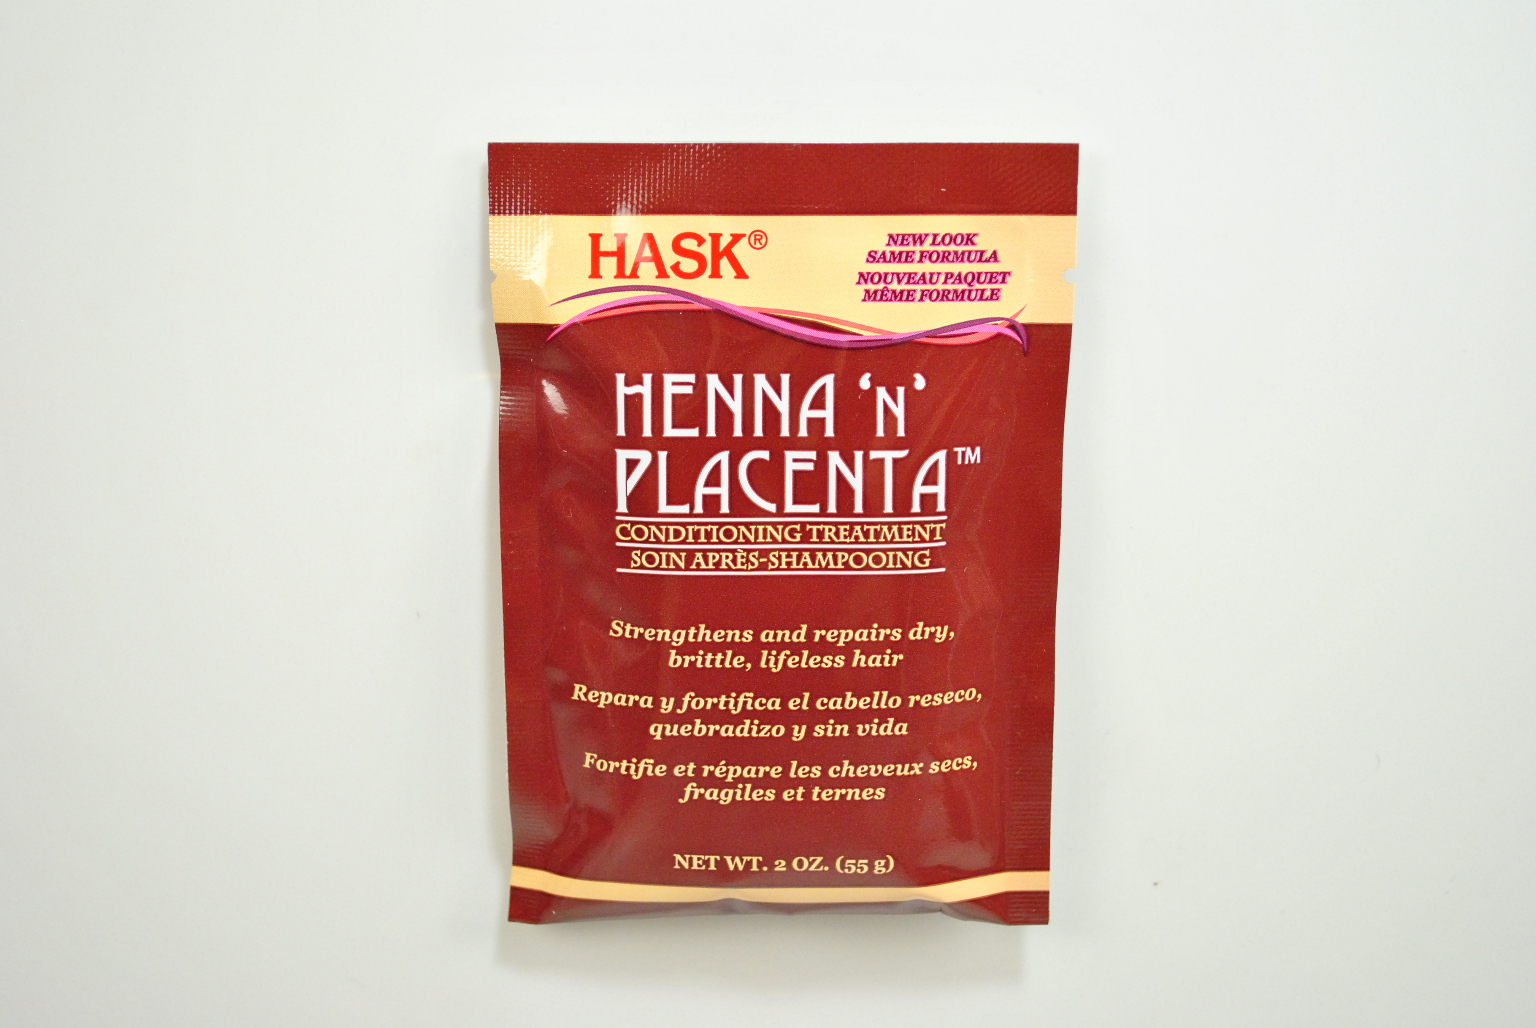 HASK®
NEW LOOK
SAME FORMULA
NOUVEAU PAQUET
MÊME FORMULE
HENNA 'N'
PLACENTA™
CONDITIONING TREATMENT
SOIN APRÈS-SHAMPOOING
Strengthens and repairs dry,
brittle, lifeless hair
Repara y fortifica el cabello reseco,
quebradizo y sin vida
Fortifie et répare les cheveux secs,
fragiles et ternes
NET WT. 2 OZ. (55 g)